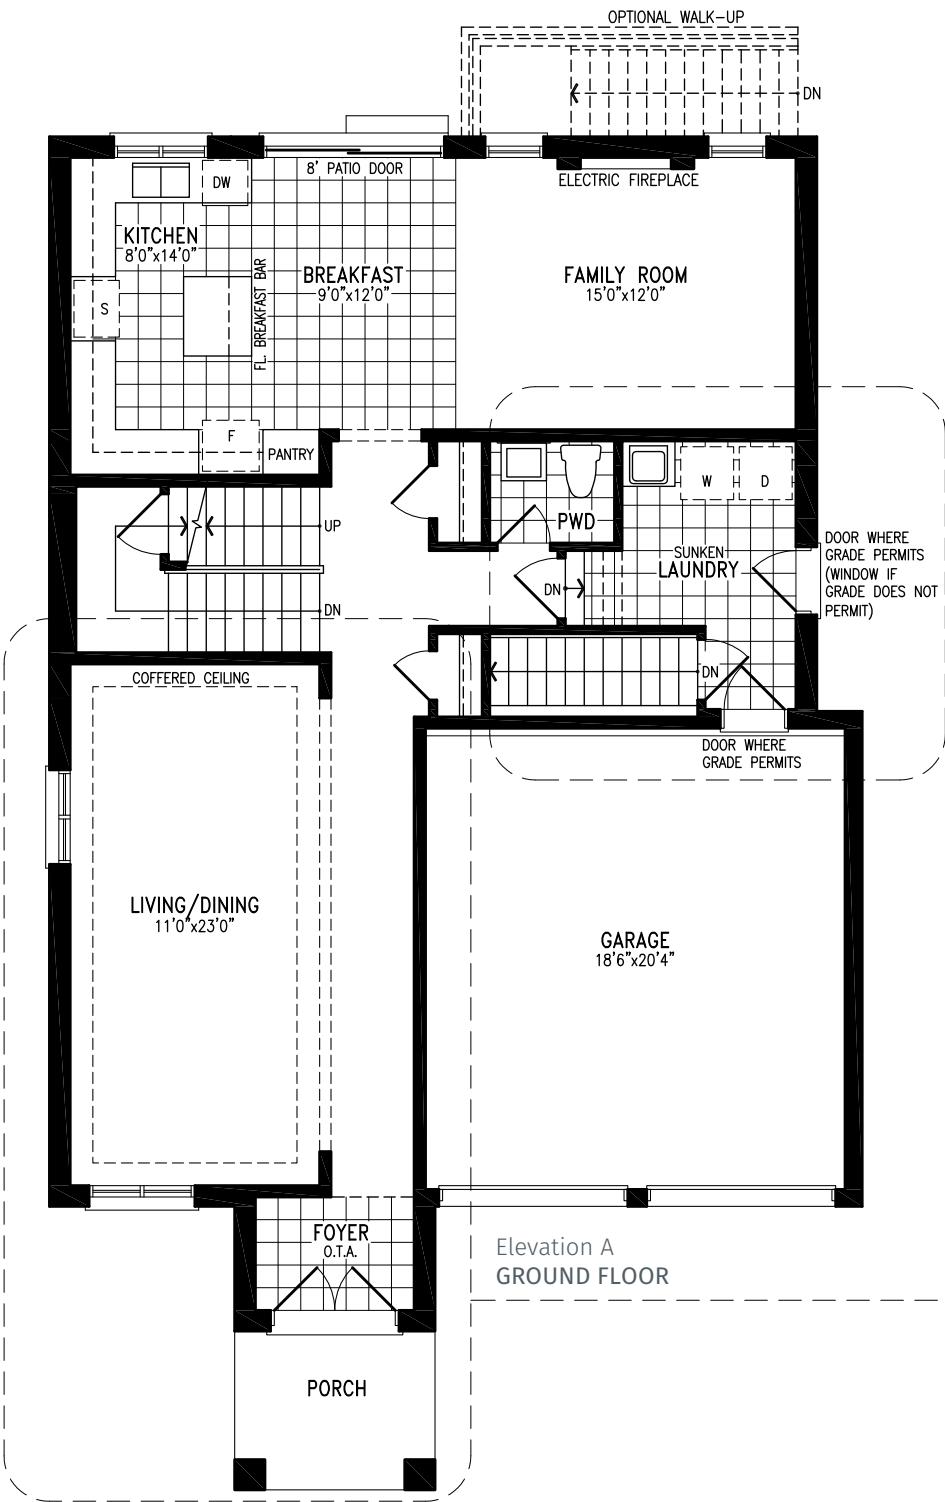 OPTIONAL WALK-UP
DN
8' PATIO DOOR
DW
ELECTRIC FIREPLACE
KITCHEN
8'0"x14'0"
BREAKFAST
9'0"x12'0"
FAMILY ROOM
15'0"x12'0"
S
FL. BREAKFAST BAR
F
PANTRY
W
D
PWD
UP
DN
SUNKEN
LAUNDRY
DN
DOOR WHERE
GRADE PERMITS
(WINDOW IF
GRADE DOES NOT
PERMIT)
COFFERED CEILING
DN
DOOR WHERE
GRADE PERMITS
LIVING/DINING
11'0"x23'0"
GARAGE
18'6"x20'4"
FOYER
O.T.A.
Elevation A
GROUND FLOOR
PORCH